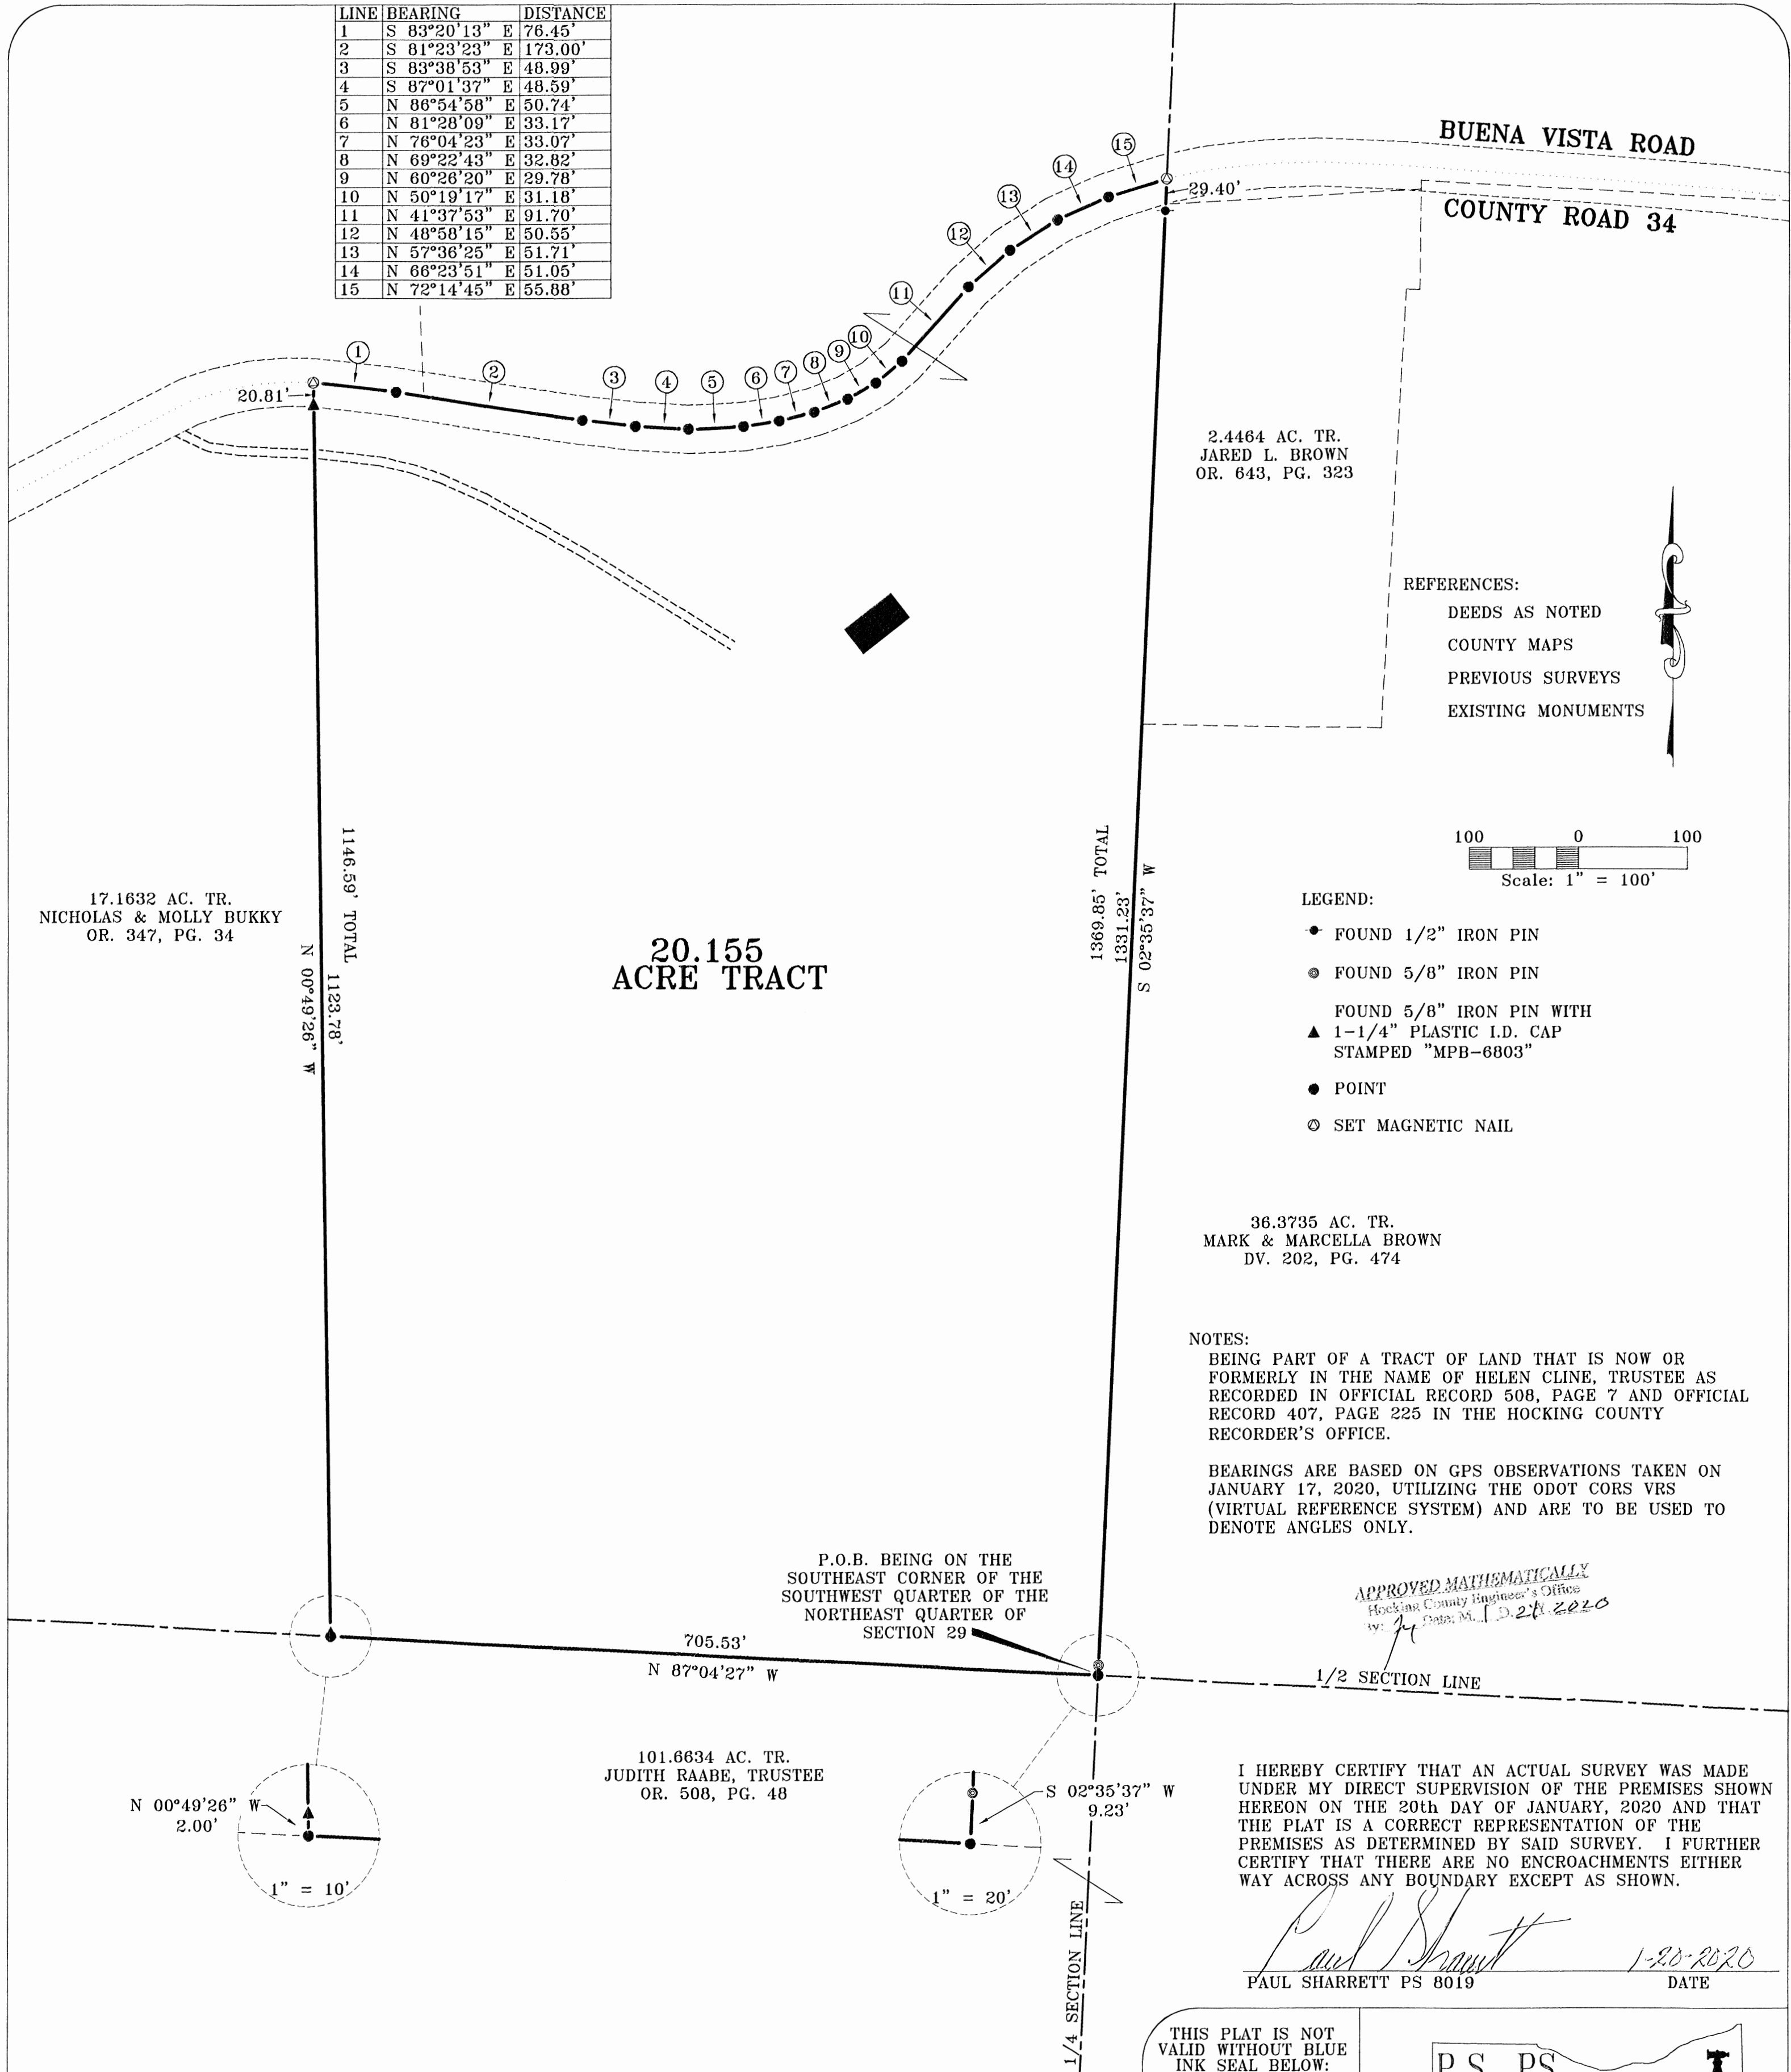 LINE BEARING DISTANCE
1 S 83°20'13" E 76.45'
2 S 81°23'23" E 173.00'
3 S 83°38'53" E 48.99'
4 S 87°01'37" E 48.59'
5 N 86°54'58" E 50.74'
6 N 81°28'09" E 33.17'
7 N 76°04'23" E 33.07'
8 N 69°22'43" E 32.82'
9 N 60°26'20" E 29.78'
10 N 50°19'17" E 31.18'
11 N 41°37'53" E 91.70'
12 N 48°58'15" E 50.55'
13 N 57°36'25" E 51.71'
14 N 66°23'51" E 51.05'
15 N 72°14'45" E 55.88'
BUENA VISTA ROAD
COUNTY ROAD 34
29.40'
15
14
13
12
11
10
9
8
7
6
5
4
3
2
1
20.81'
2.4464 AC. TR.
JARED L. BROWN
OR. 643, PG. 323
REFERENCES:
DEEDS AS NOTED
COUNTY MAPS
PREVIOUS SURVEYS
EXISTING MONUMENTS
100 0 100
Scale: 1" = 100'
17.1632 AC. TR.
NICHOLAS & MOLLY BUKKY
OR. 347, PG. 34
1146.59' TOTAL
1123.78'
N 00°49'26" W
20.155
ACRE TRACT
1369.85' TOTAL
1331.23'
S 02°35'37" W
LEGEND:
FOUND 1/2" IRON PIN
FOUND 5/8" IRON PIN
FOUND 5/8" IRON PIN WITH
1-1/4" PLASTIC I.D. CAP
STAMPED "MPB-6803"
POINT
SET MAGNETIC NAIL
36.3735 AC. TR.
MARK & MARCELLA BROWN
DV. 202, PG. 474
NOTES:
BEING PART OF A TRACT OF LAND THAT IS NOW OR
FORMERLY IN THE NAME OF HELEN CLINE, TRUSTEE AS
RECORDED IN OFFICIAL RECORD 508, PAGE 7 AND OFFICIAL
RECORD 407, PAGE 225 IN THE HOCKING COUNTY
RECORDER'S OFFICE.
BEARINGS ARE BASED ON GPS OBSERVATIONS TAKEN ON
JANUARY 17, 2020, UTILIZING THE ODOT CORS VRS
(VIRTUAL REFERENCE SYSTEM) AND ARE TO BE USED TO
DENOTE ANGLES ONLY.
P.O.B. BEING ON THE
SOUTHEAST CORNER OF THE
SOUTHWEST QUARTER OF THE
NORTHEAST QUARTER OF
SECTION 29
APPROVED MATHEMATICALLY
Hocking County Engineer's Office
By: Date: M. 1 D. 21 Y. 2020
705.53'
N 87°04'27" W
1/2 SECTION LINE
101.6634 AC. TR.
JUDITH RAABE, TRUSTEE
OR. 508, PG. 48
N 00°49'26" W
2.00'
1" = 10'
S 02°35'37" W
9.23'
1" = 20'
1/4 SECTION LINE
I HEREBY CERTIFY THAT AN ACTUAL SURVEY WAS MADE
UNDER MY DIRECT SUPERVISION OF THE PREMISES SHOWN
HEREON ON THE 20th DAY OF JANUARY, 2020 AND THAT
THE PLAT IS A CORRECT REPRESENTATION OF THE
PREMISES AS DETERMINED BY SAID SURVEY. I FURTHER
CERTIFY THAT THERE ARE NO ENCROACHMENTS EITHER
WAY ACROSS ANY BOUNDARY EXCEPT AS SHOWN.
Paul Sharrett 1-20-2020
PAUL SHARRETT PS 8019 DATE
THIS PLAT IS NOT
VALID WITHOUT BLUE
INK SEAL BELOW:
P.S. PS